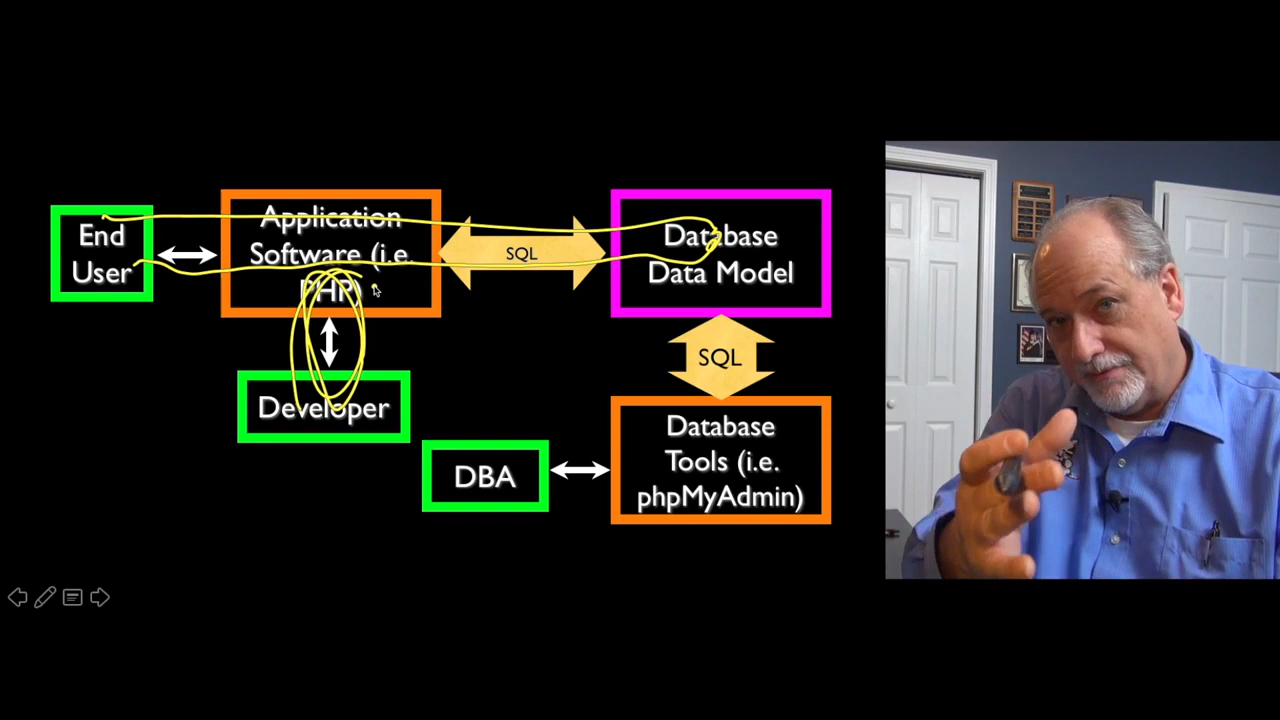 End
User
Application
Software (i.e.
PHP)
SQL
Database
Data Model
SQL
Developer
DBA
Database
Tools (i.e.
phpMyAdmin)